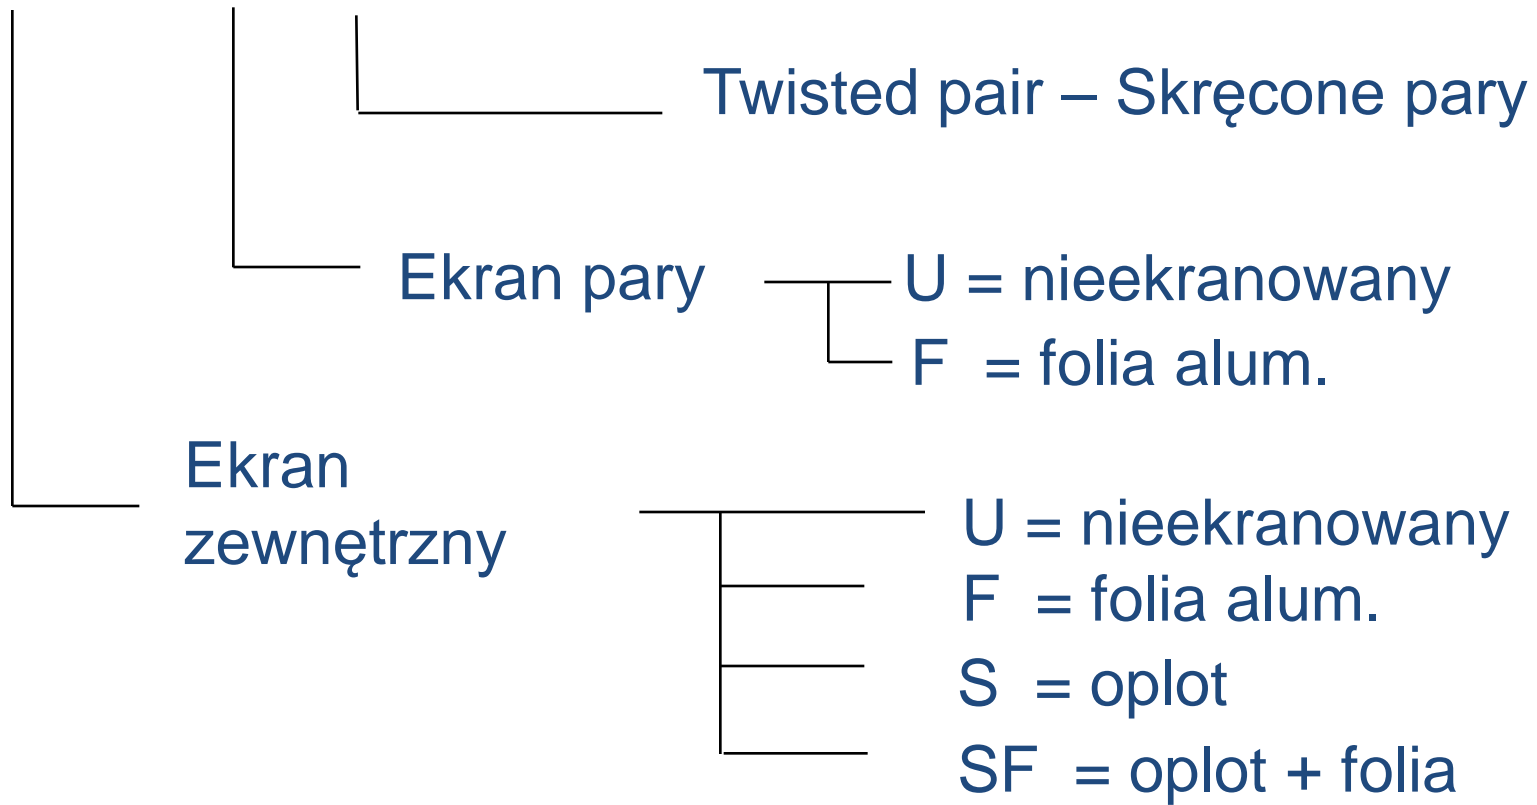 Twisted pair – Skręcone pary
Ekran pary
U = nieekranowany
F = folia alum.
Ekran
zewnętrzny
U = nieekranowany
F = folia alum.
S = oplot
SF = oplot + folia